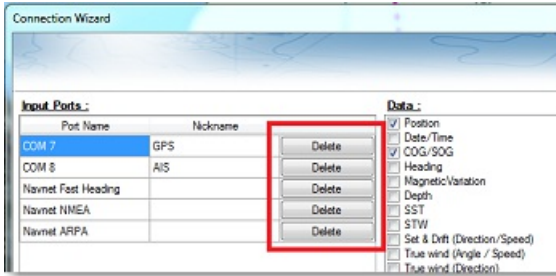 Connection Wizard
Input Ports :
Port Name Nickname
COM 7 GPS Delete
COM 8 AIS Delete
Navnet Fast Heading Delete
Navnet NMEA Delete
Navnet ARPA Delete
Data :
Position
Date/Time
COG/SOG
Heading
MagneticVariation
Depth
SST
STW
Set & Drift (Direction/Speed)
True wind (Angle / Speed)
True wind (Direction)